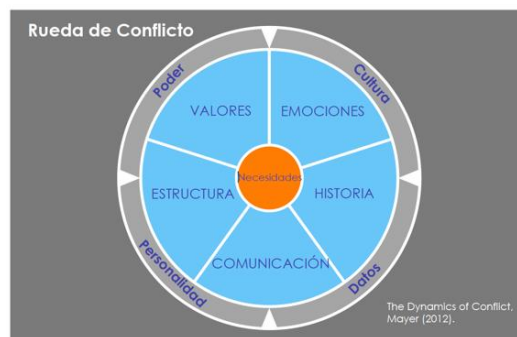 Rueda de Conflicto
Poder
Cultura
VALORES
EMOCIONES
Necesidades
ESTRUCTURA
HISTORIA
COMUNICACIÓN
Personalidad
Datos
The Dynamics of Conflict,
Mayer (2012).